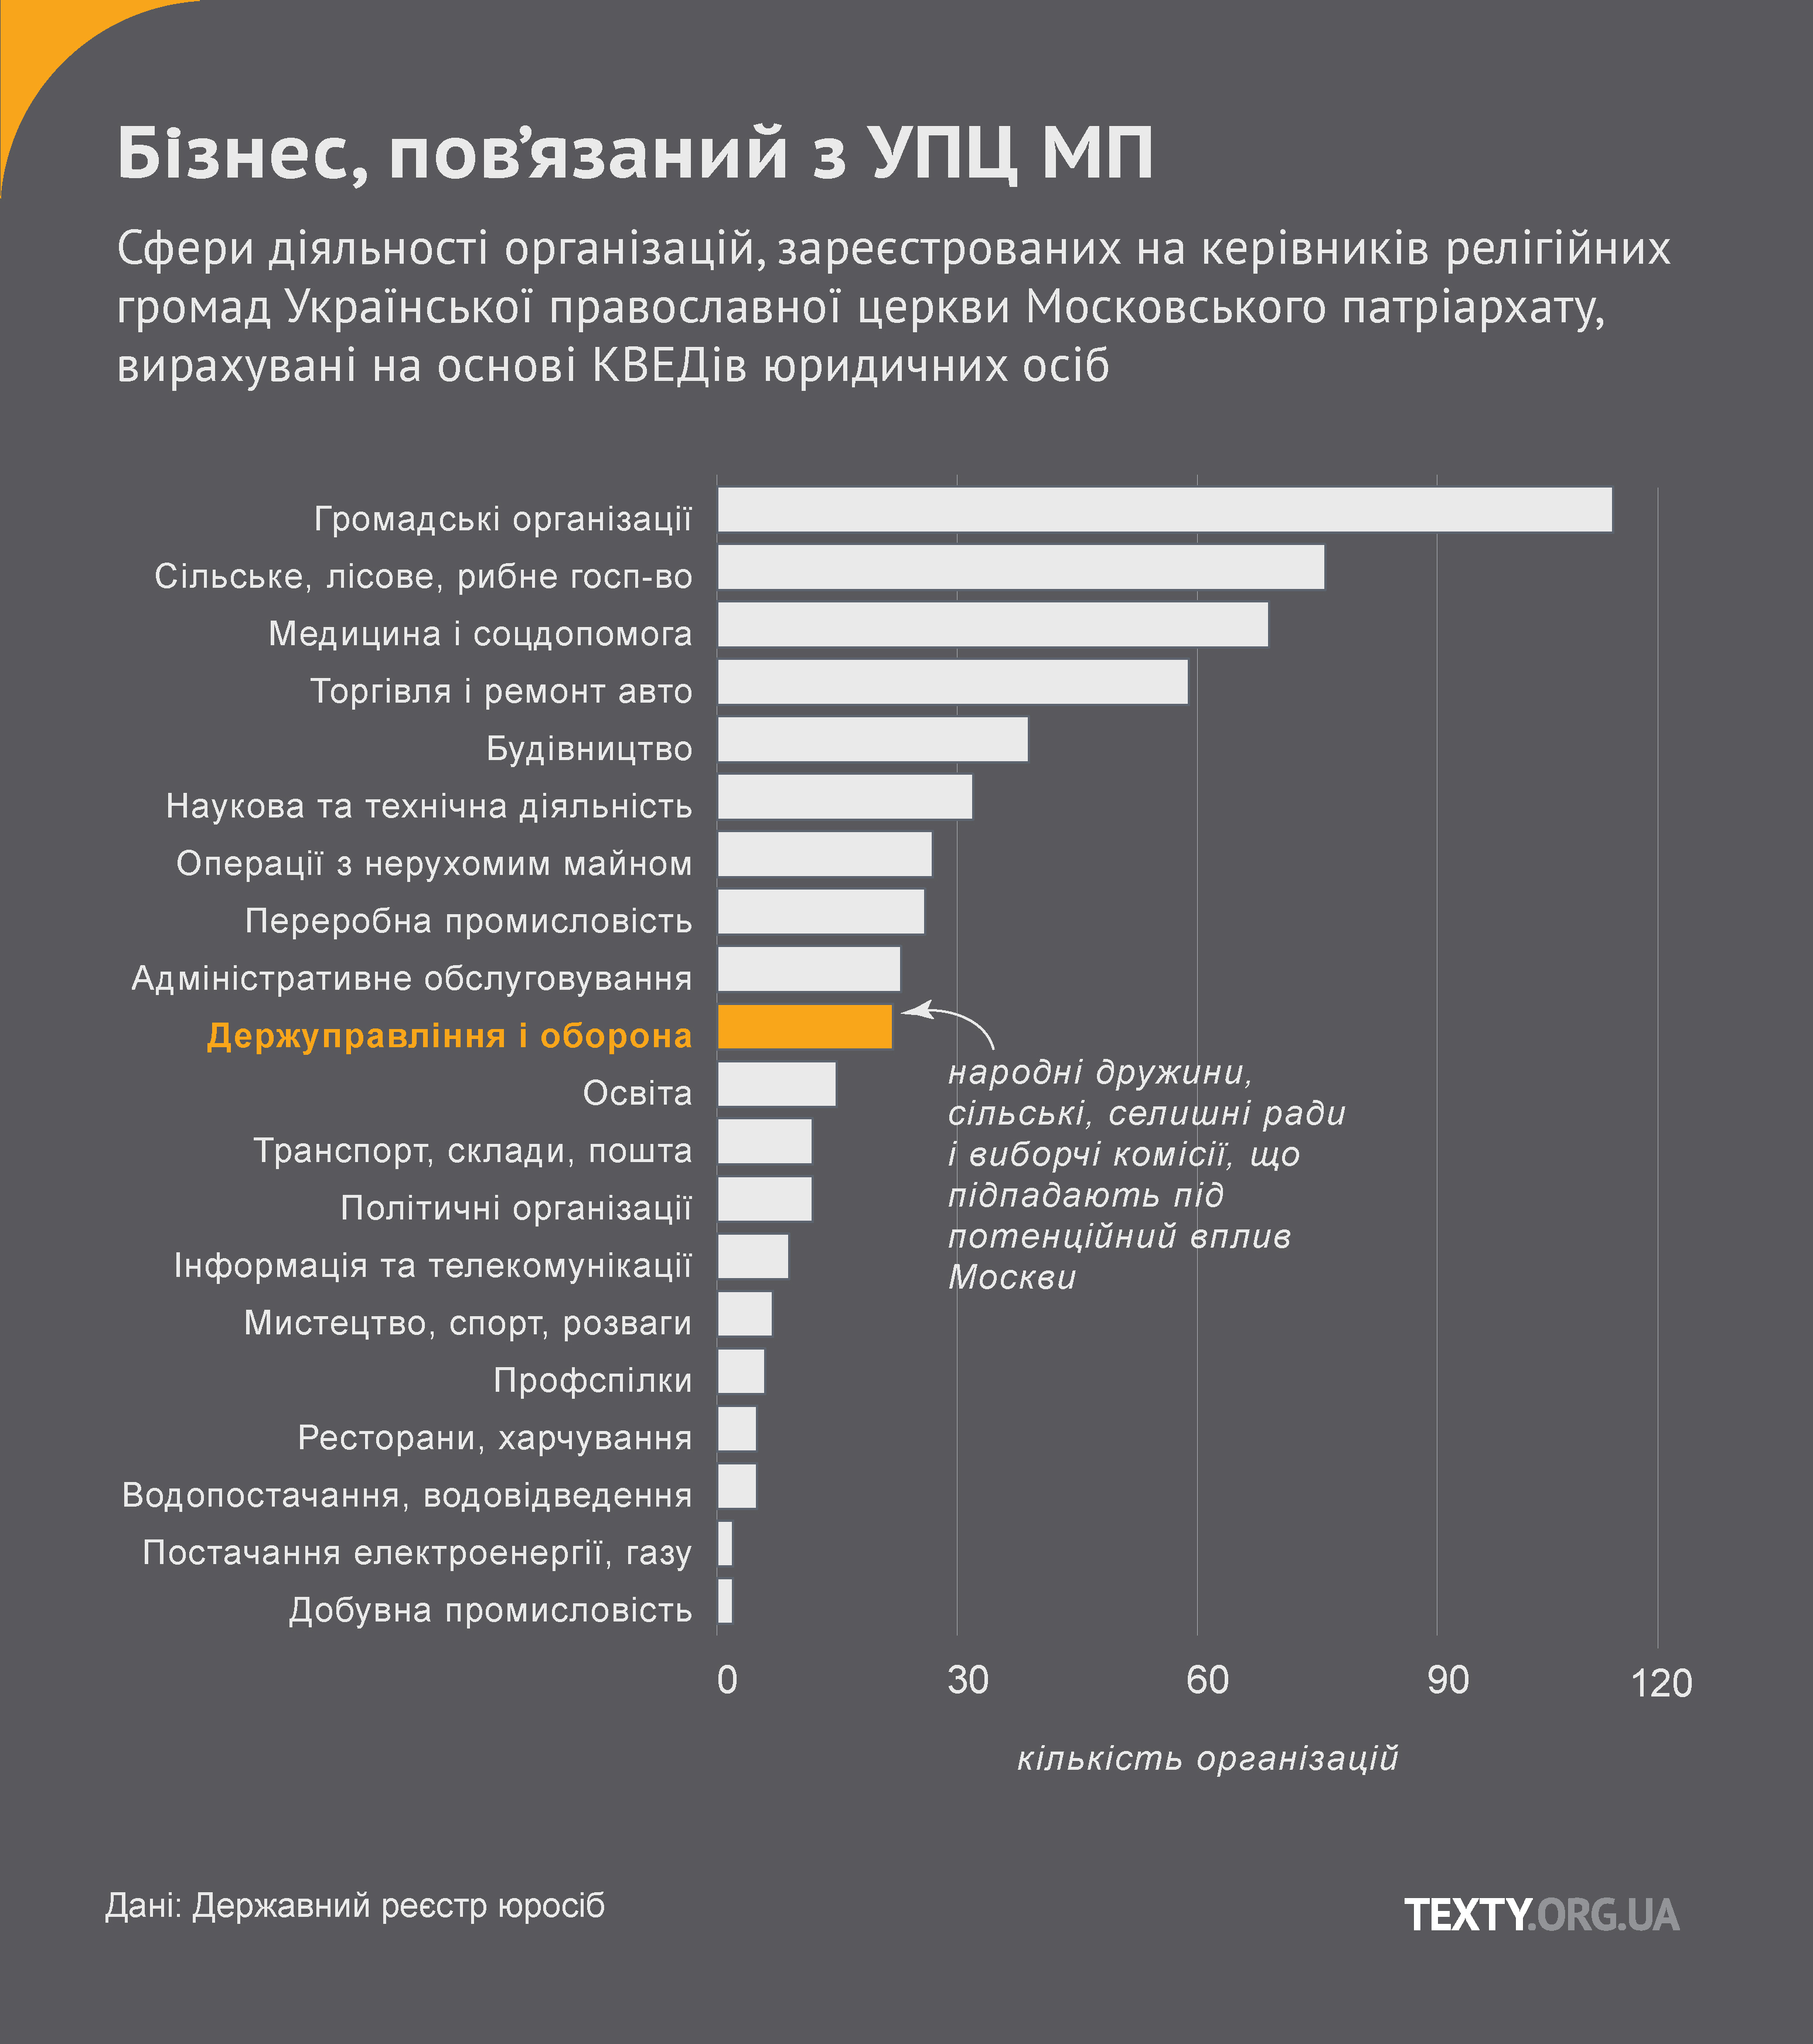 Бізнес, пов’язаний з УПЦ МП
Сфери діяльності організацій, зареєстрованих на керівників релігійних
громад Української православної церкви Московського патріархату,
вирахувані на основі КВЕДів юридичних осіб
Громадські організації
Сільське, лісове, рибне госп-во
Медицина і соцдопомога
Торгівля і ремонт авто
Будівництво
Наукова та технічна діяльність
Операції з нерухомим майном
Переробна промисловість
Адміністративне обслуговування
Держуправління і оборона
народні дружини,
сільські, селишні ради
і виборчі комісії, що
підпадають під
потенційний вплив
Москви
Освіта
Транспорт, склади, пошта
Політичні організації
Інформація та телекомунікації
Мистецтво, спорт, розваги
Профспілки
Ресторани, харчування
Водопостачання, водовідведення
Постачання електроенергії, газу
Добувна промисловість
0 30 60 90 120
кількість організацій
Дані: Державний реєстр юросіб
TEXTY.ORG.UA